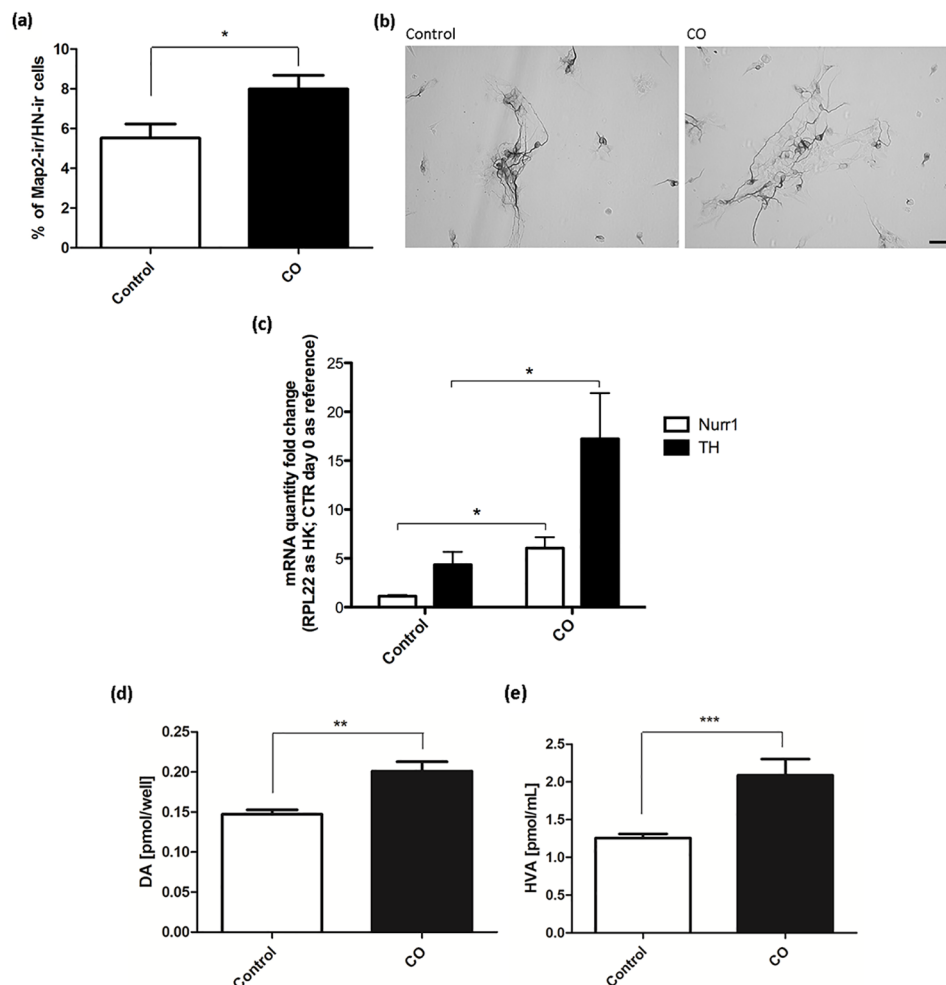 (a)
% of Map2-ir/HN-ir cells
10
8
6
4
2
0
*
Control
CO
(b)
Control
CO
(c)
mRNA quantity fold change
(RPL22 as HK; CTR day 0 as reference)
25
20
15
10
5
0
*
*
Control
CO
Nurr1
TH
(d)
DA [pmol/well]
0.25
0.20
0.15
0.10
0.05
0.00
**
Control
CO
(e)
HVA [pmol/mL]
2.5
2.0
1.5
1.0
0.5
0.0
***
Control
CO